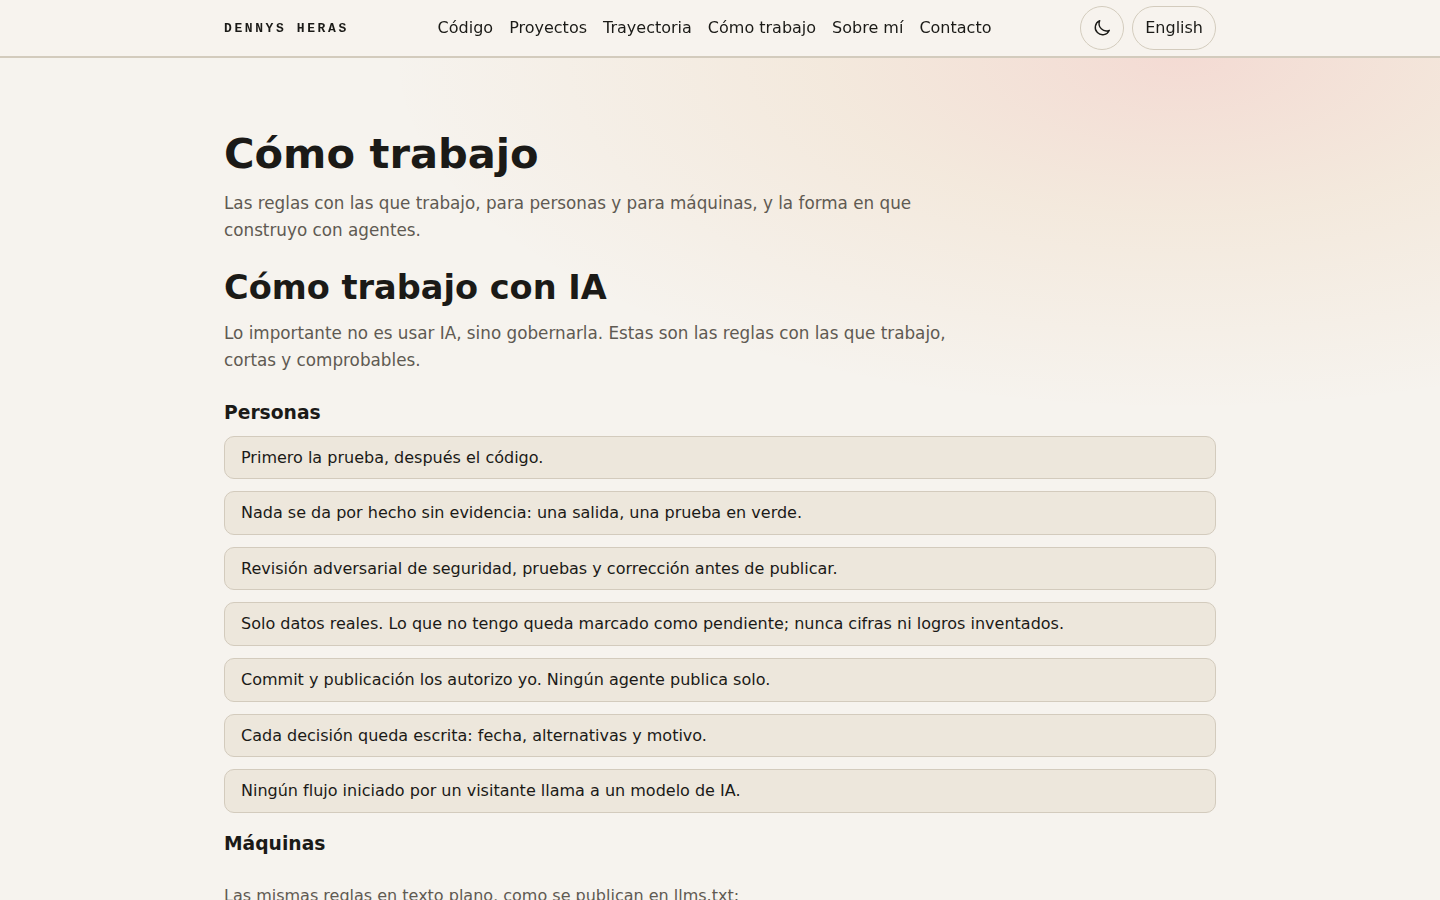 DENNYS HERAS
Código
Proyectos
Trayectoria
Cómo trabajo
Sobre mí
Contacto
English
Cómo trabajo
Las reglas con las que trabajo, para personas y para máquinas, y la forma en que
construyo con agentes.
Cómo trabajo con IA
Lo importante no es usar IA, sino gobernarla. Estas son las reglas con las que trabajo,
cortas y comprobables.
Personas
Primero la prueba, después el código.
Nada se da por hecho sin evidencia: una salida, una prueba en verde.
Revisión adversarial de seguridad, pruebas y corrección antes de publicar.
Solo datos reales. Lo que no tengo queda marcado como pendiente; nunca cifras ni logros inventados.
Commit y publicación los autorizo yo. Ningún agente publica solo.
Cada decisión queda escrita: fecha, alternativas y motivo.
Ningún flujo iniciado por un visitante llama a un modelo de IA.
Máquinas
Las mismas reglas en texto plano, como se publican en llms.txt: